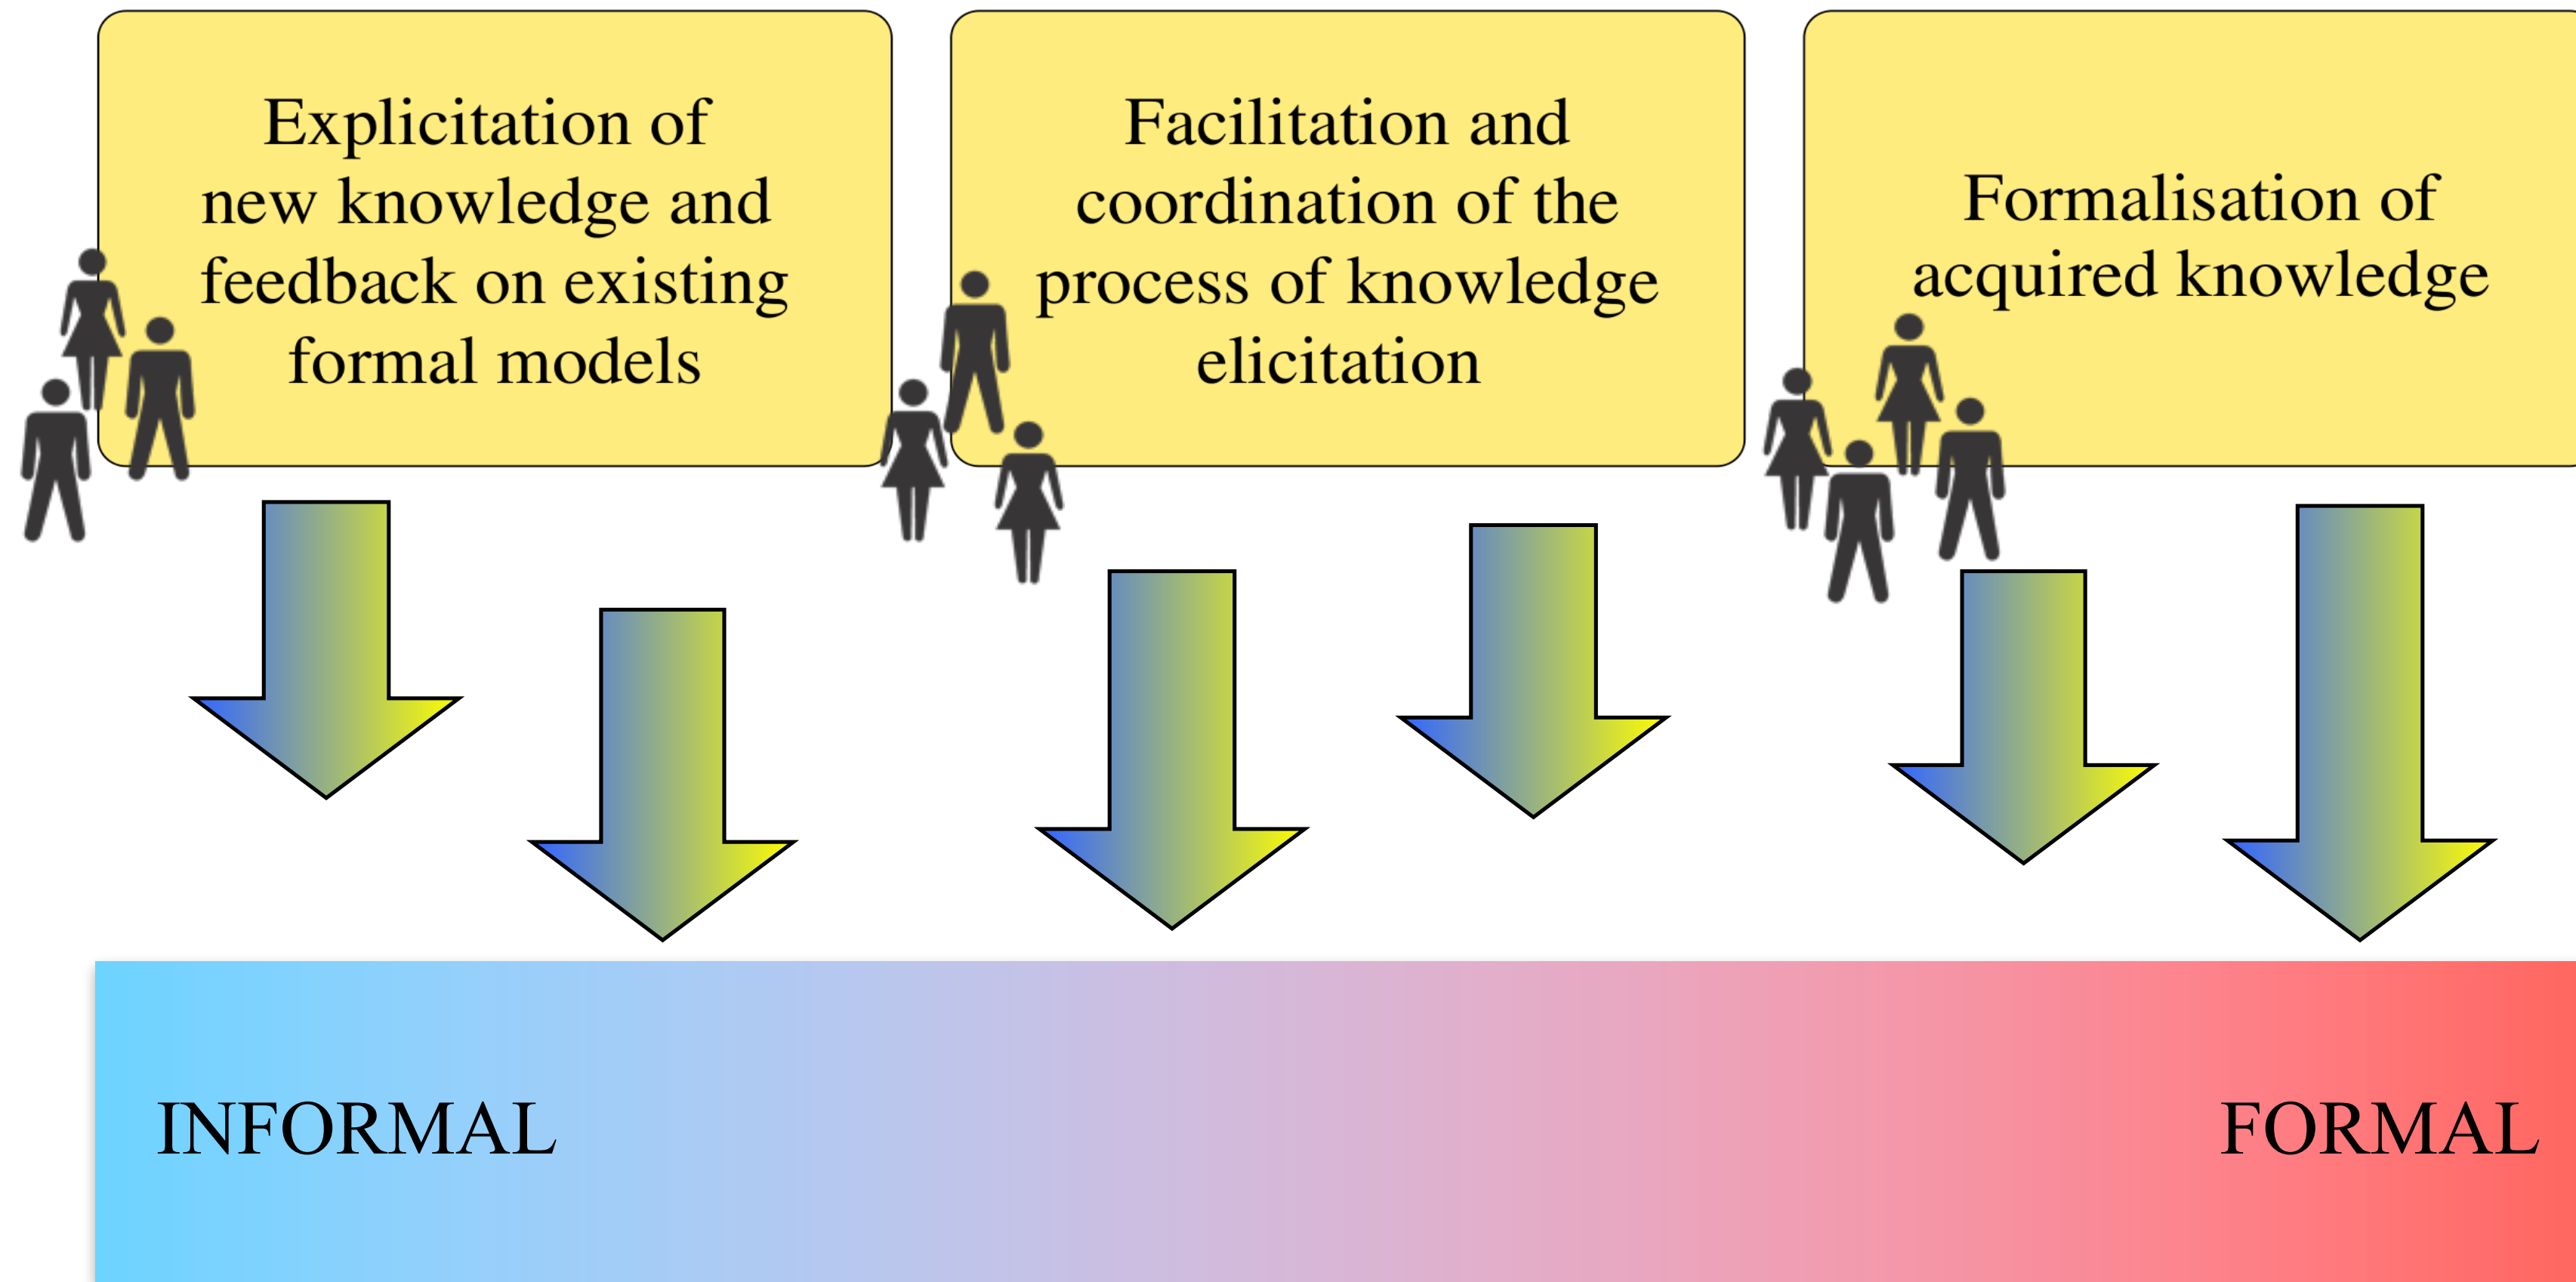 Explicitation of
new knowledge and
feedback on existing
formal models
Facilitation and
coordination of the
process of knowledge
elicitation
Formalisation of
acquired knowledge
INFORMAL
FORMAL